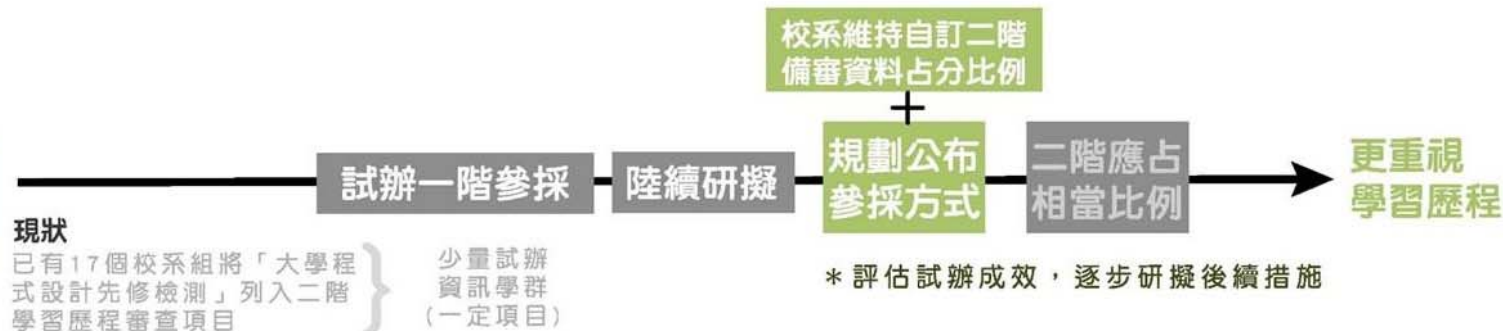 校系維持自訂二階
備審資料占分比例
+
試辦一階參採
陸續研擬
規劃公布
參採方式
二階應占
相當比例
更重視
學習歷程
現狀
已有17個校系組將「大學程
式設計先修檢測」列入二階
學習歷程審查項目
少量試辦
資訊學群
(一定項目)
*評估試辦成效，逐步研擬後續措施